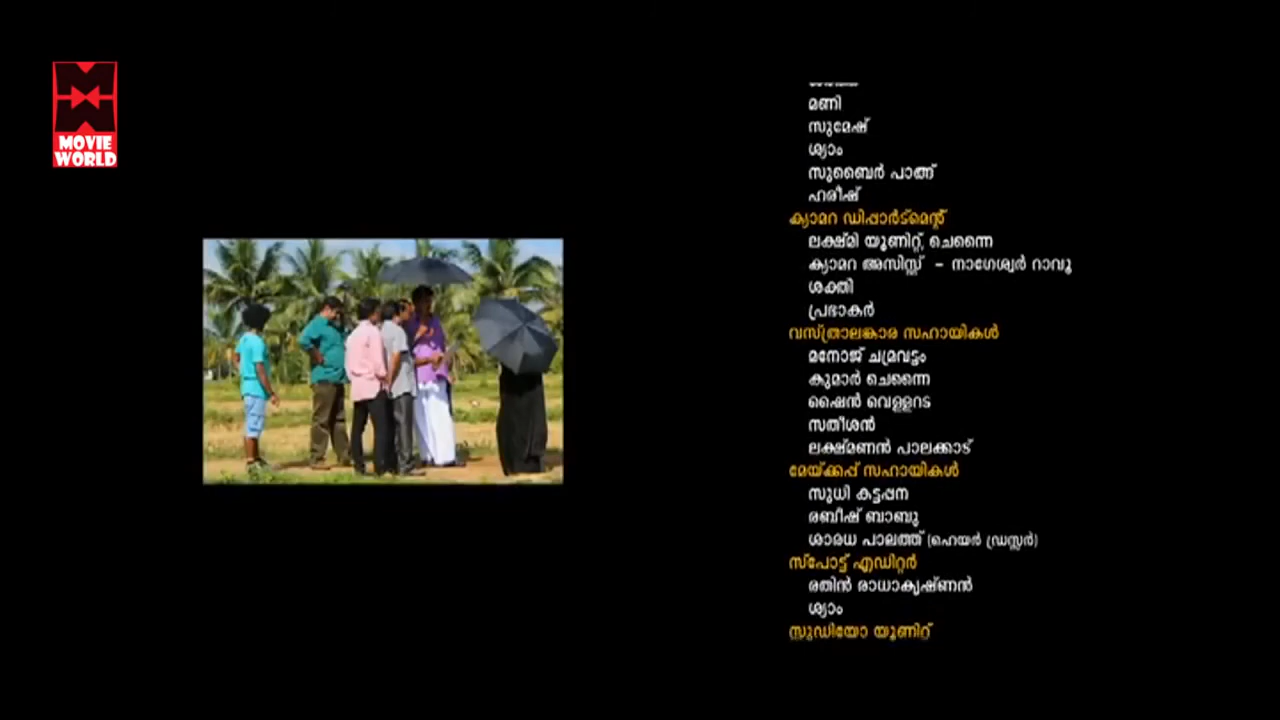 MOVIE
WORLD
മണി
സുമേഷ്
ശ്യാം
സുബൈർ പാങ്ങ്
ഹരീഷ്
ക്യാമറ ഡിപ്പാർട്മെന്റ്
ലക്ഷ്മി യൂണിറ്റ്, ചെന്നൈ
ക്യാമറ അസിസ്റ്റ് – നാഗേശ്വർ റാവു
ശക്തി
പ്രഭാകർ
വസ്ത്രാലങ്കാര സഹായികൾ
മനോജ് ചമ്രവട്ടം
കുമാർ ചെന്നൈ
ഷൈൻ വെള്ളറട
സതീശൻ
ലക്ഷ്മണൻ പാലക്കാട്
മേയ്ക്കപ്പ് സഹായികൾ
സുധി കട്ടപ്പന
രബീഷ് ബാബു
ശാരധ പാലത്ത് (ഹെയർ ഡ്രസ്സർ)
സ്പോട്ട് എഡിറ്റർ
രതിൻ രാധാകൃഷ്ണൻ
ശ്യാം
സ്റ്റുഡിയോ യൂണിറ്റ്